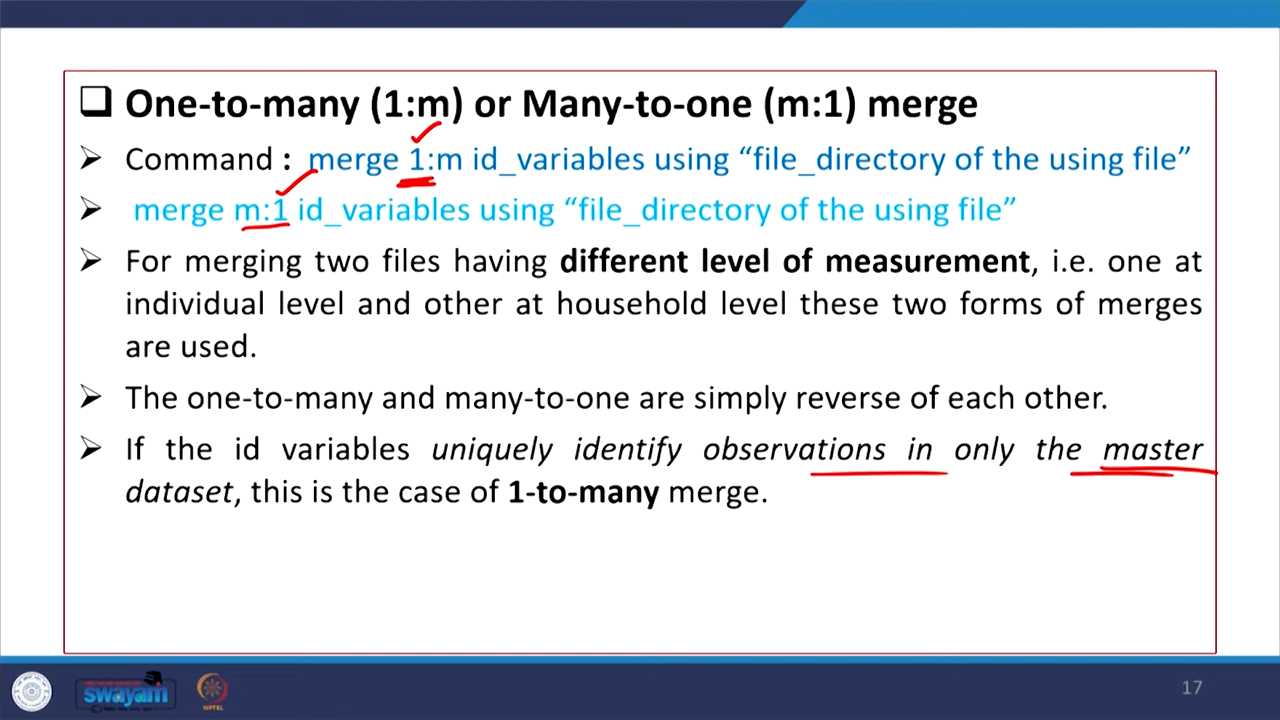 One-to-many (1:m) or Many-to-one (m:1) merge
Command : merge 1:m id_variables using “file_directory of the using file”
merge m:1 id_variables using “file_directory of the using file”
For merging two files having different level of measurement, i.e. one at
individual level and other at household level these two forms of merges
are used.
The one-to-many and many-to-one are simply reverse of each other.
If the id variables uniquely identify observations in only the master
dataset, this is the case of 1-to-many merge.
swayam
NPTEL
17